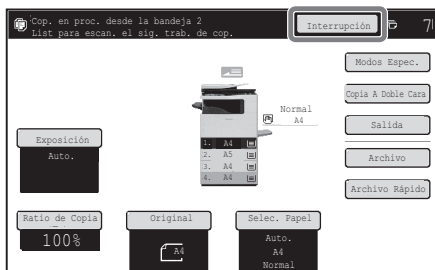 Cop. en proc. desde la bandeja 2
List para escan. el sig. trab. de cop.
Interrupción
7
Modos Espec.
Copia A Doble Cara
Salida
Archivo
Archivo Rápido
Normal
A4
1. A4
2. A5
3. A4
4. A4
Exposición
Auto.
Ratio de Copia
100%
Original
A4
Selec. Papel
Auto.
A4
Normal